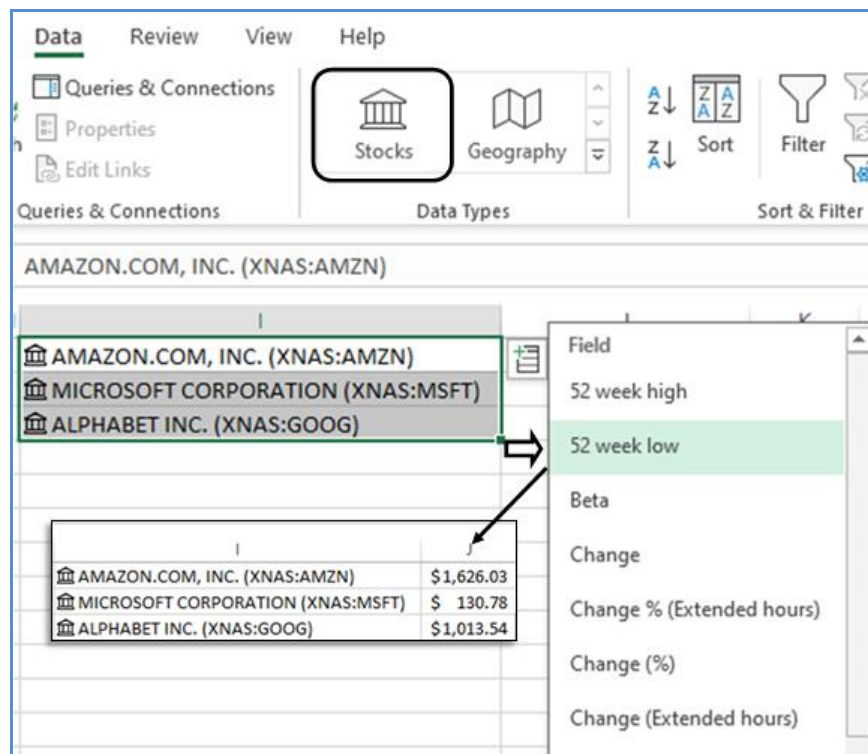 Data Review View Help
Queries & Connections
Properties
Edit Links
Stocks Geography
Sort Filter
Queries & Connections Data Types Sort & Filter
AMAZON.COM, INC. (XNAS:AMZN)
I K
AMAZON.COM, INC. (XNAS:AMZN)
MICROSOFT CORPORATION (XNAS:MSFT)
ALPHABET INC. (XNAS:GOOG)
Field
52 week high
52 week low
Beta
Change
Change % (Extended hours)
Change (%)
Change (Extended hours)
I J
AMAZON.COM, INC. (XNAS:AMZN) $1,626.03
MICROSOFT CORPORATION (XNAS:MSFT) $ 130.78
ALPHABET INC. (XNAS:GOOG) $1,013.54